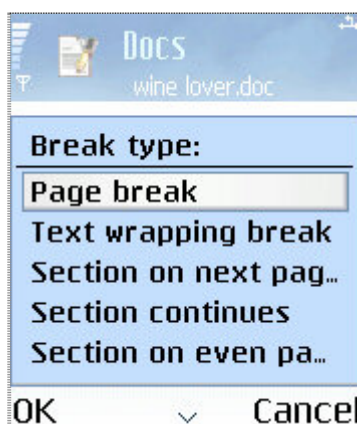 Docs
wine lover.doc
Break type:
Page break
Text wrapping break
Section on next pag…
Section continues
Section on even pa…
OK Cancel